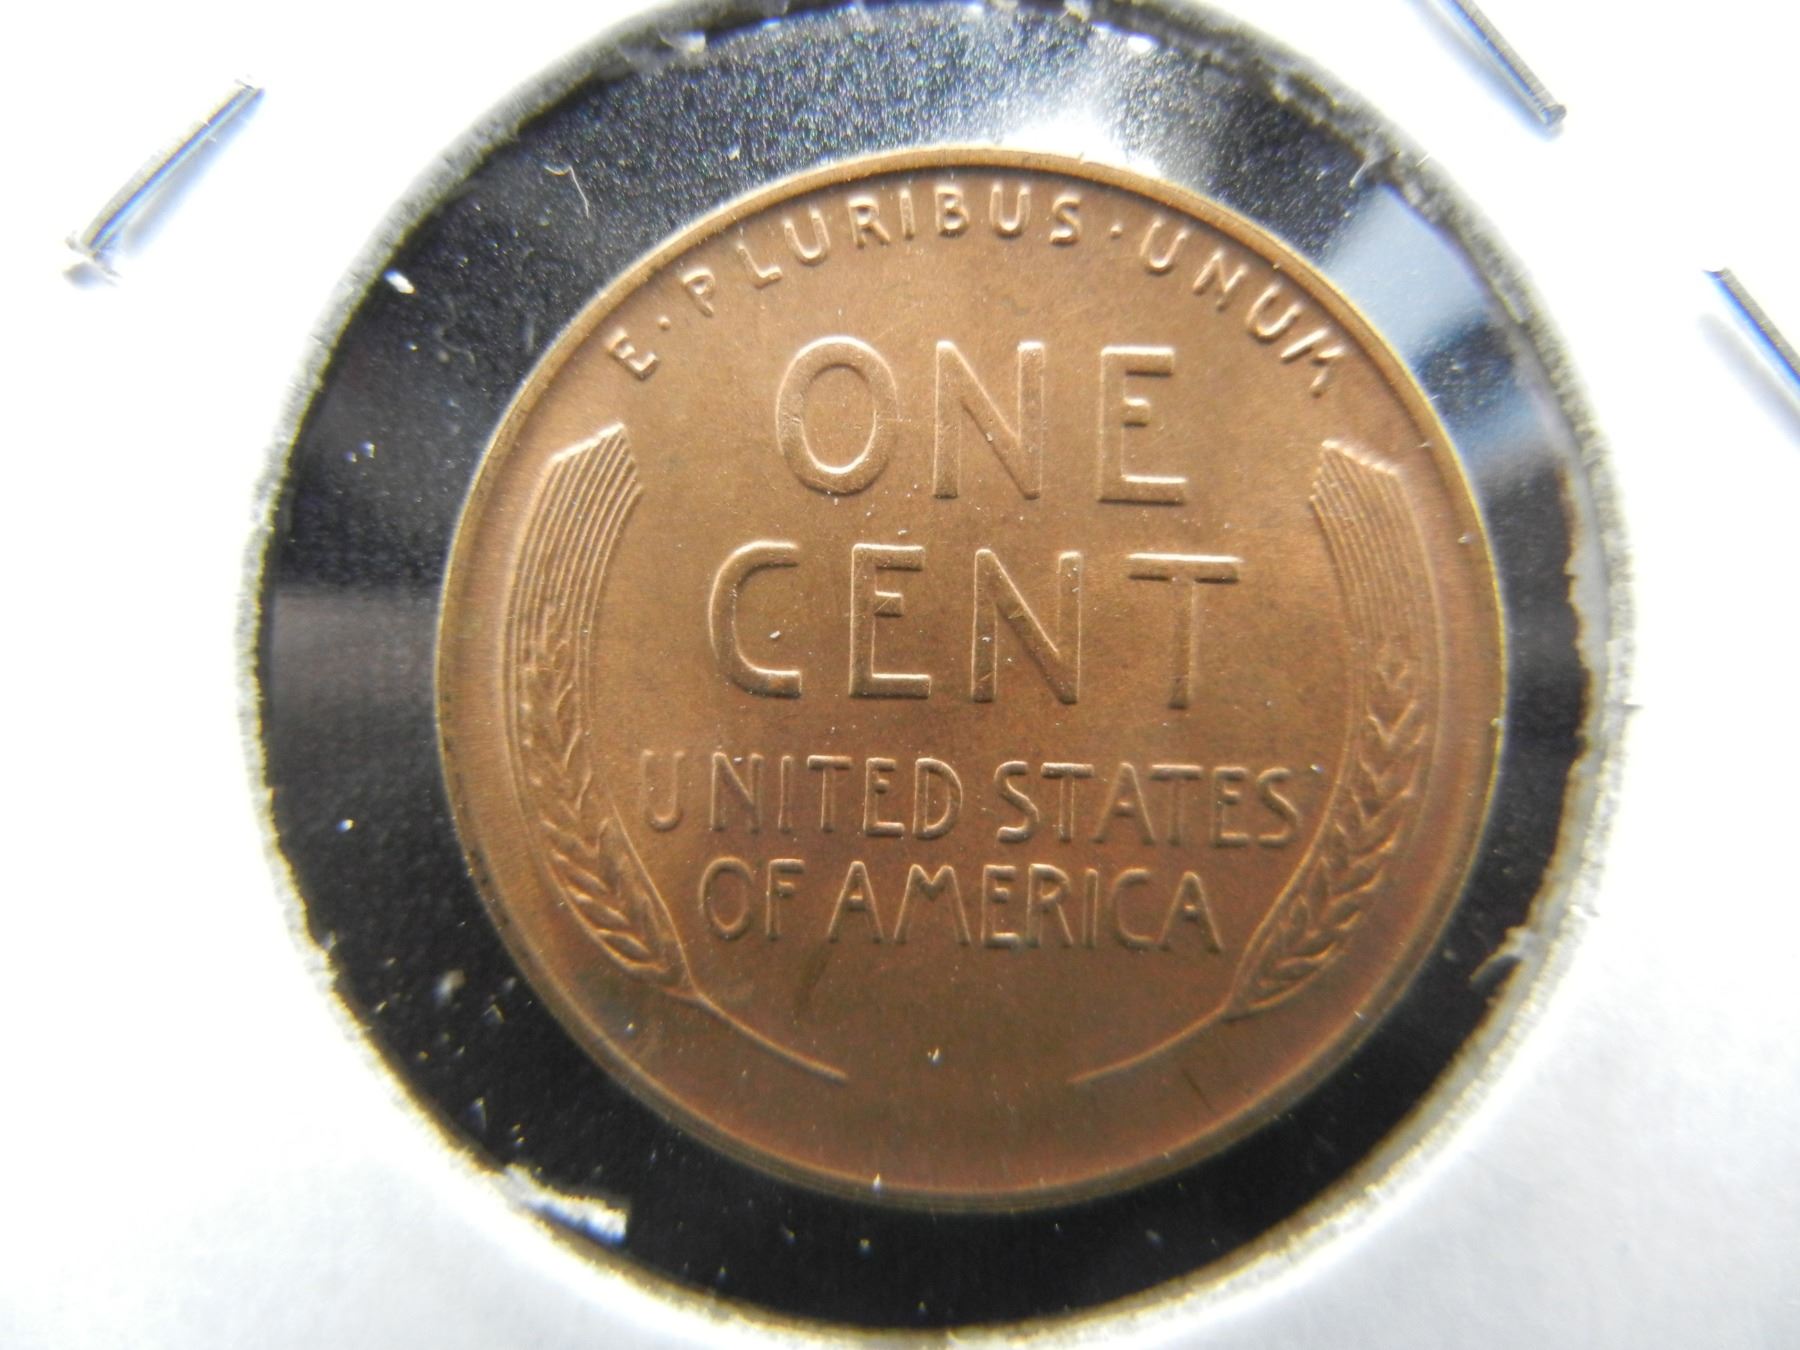 E·PLURIBUS·UNUM
ONE
CENT
UNITED STATES
OF AMERICA